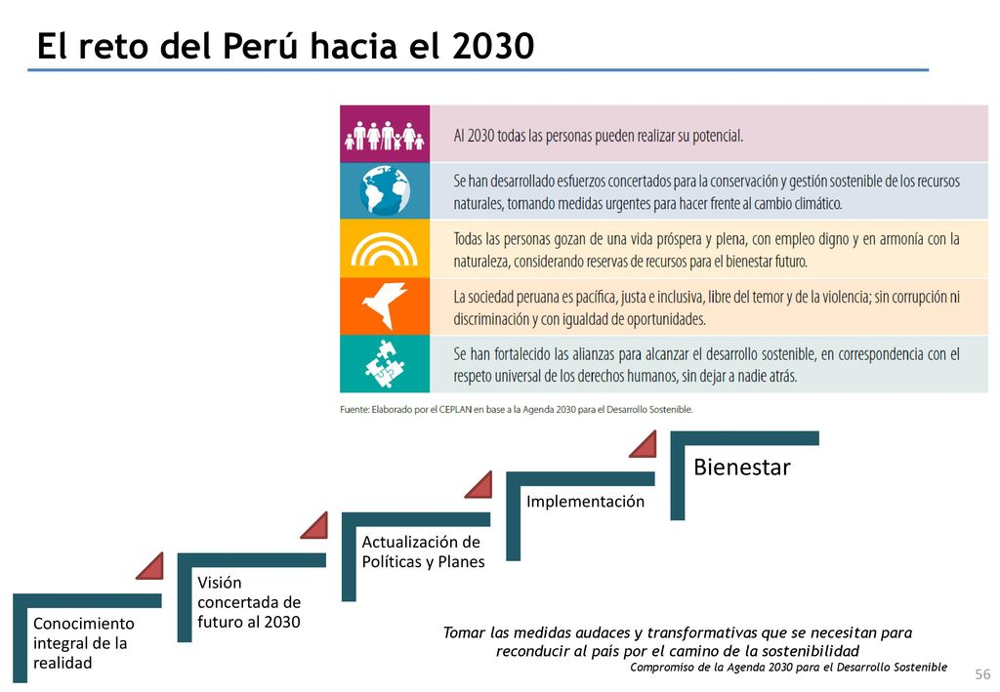 El reto del Perú hacia el 2030
Al 2030 todas las personas pueden realizar su potencial.
Se han desarrollado esfuerzos concertados para la conservación y gestión sostenible de los recursos
naturales, tomando medidas urgentes para hacer frente al cambio climático.
Todas las personas gozan de una vida próspera y plena, con empleo digno y en armonía con la
naturaleza, considerando reservas de recursos para el bienestar futuro.
La sociedad peruana es pacífica, justa e inclusiva, libre del temor y de la violencia; sin corrupción ni
discriminación y con igualdad de oportunidades.
Se han fortalecido las alianzas para alcanzar el desarrollo sostenible, en correspondencia con el
respeto universal de los derechos humanos, sin dejar a nadie atrás.
Fuente: Elaborado por el CEPLAN en base a la Agenda 2030 para el Desarrollo Sostenible.
Conocimiento
integral de la
realidad
Visión
concertada de
futuro al 2030
Actualización de
Políticas y Planes
Implementación
Bienestar
Tomar las medidas audaces y transformativas que se necesitan para
reconducir al país por el camino de la sostenibilidad
Compromiso de la Agenda 2030 para el Desarrollo Sostenible
56